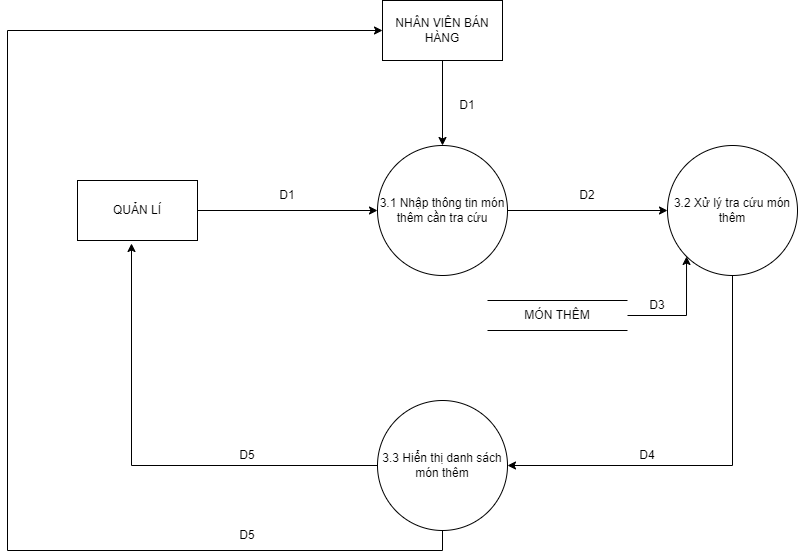 NHÂN VIÊN BÁN
HÀNG
D1
QUẢN LÍ
D1
3.1 Nhập thông tin món
thêm cần tra cứu
D2
3.2 Xử lý tra cứu món
thêm
MÓN THÊM
D3
3.3 Hiển thị danh sách
món thêm
D5
D4
D5